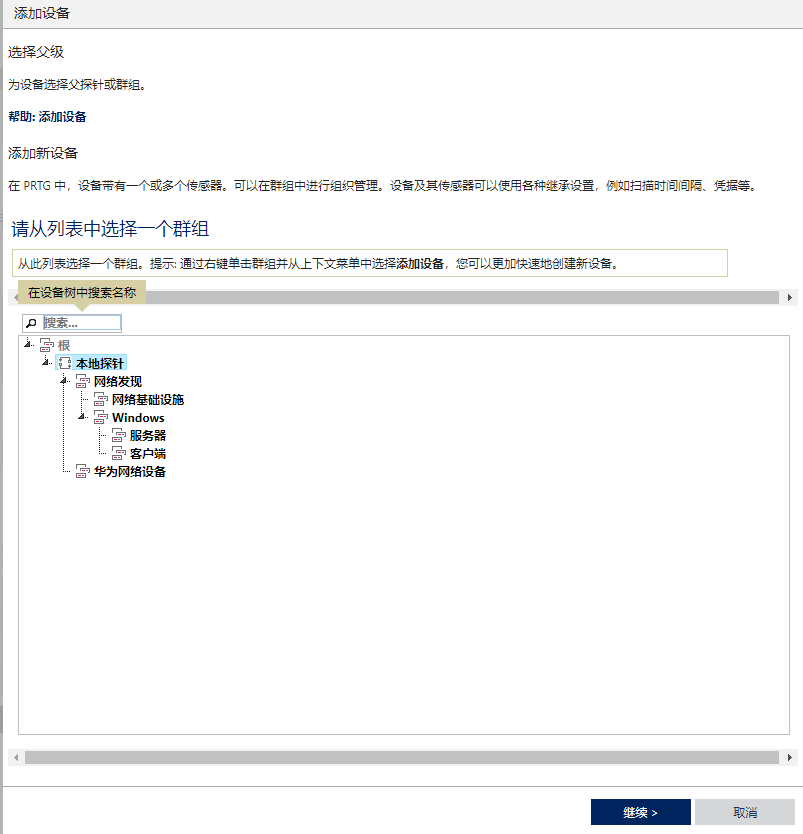 添加设备
选择父级
为设备选择父探针或群组。
帮助: 添加设备
添加新设备
在 PRTG 中，设备带有一个或多个传感器。可以在群组中进行组织管理。设备及其传感器可以使用各种继承设置，例如扫描时间间隔、凭据等。
请从列表中选择一个群组
从此列表选择一个群组。提示: 通过右键单击群组并从上下文菜单中选择添加设备，您可以更加快速地创建新设备。
在设备树中搜索名称
搜索...
根
本地探针
网络发现
网络基础设施
Windows
服务器
客户端
华为网络设备
继续 >
取消